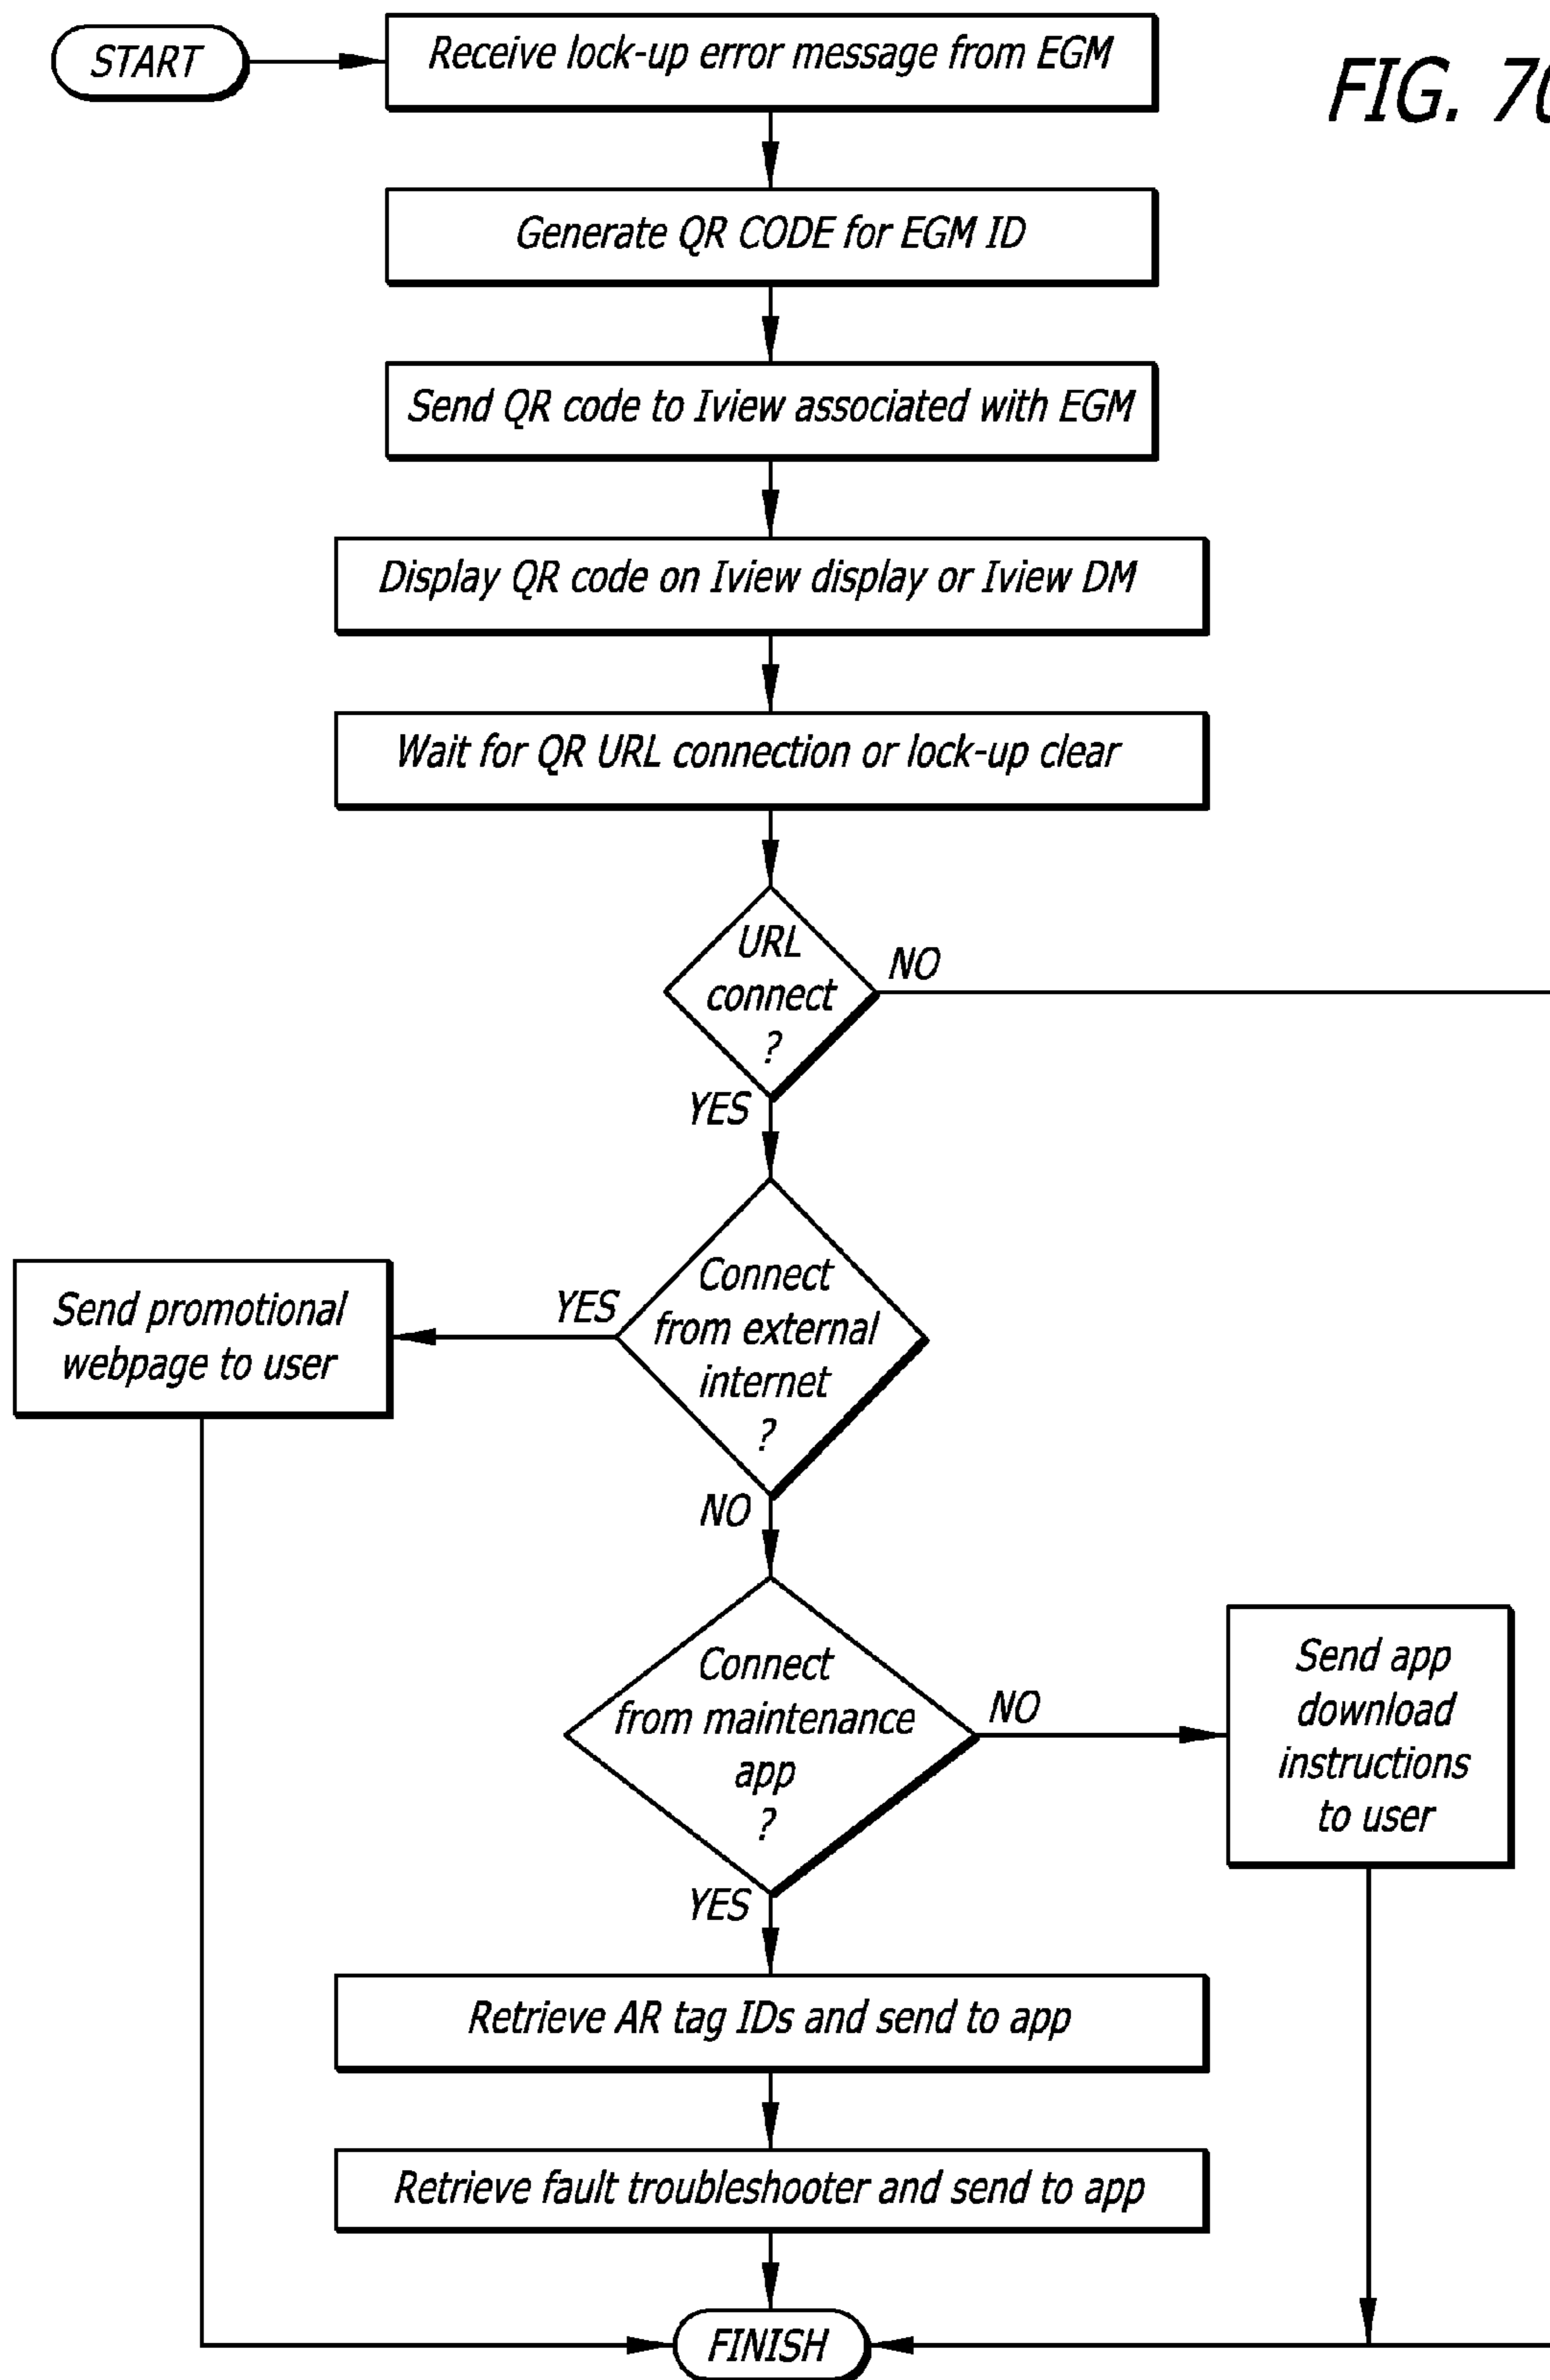 START
Receive lock-up error message from EGM
FIG. 70
Generate QR CODE for EGM ID
Send QR code to Iview associated with EGM
Display QR code on Iview display or Iview DM
Wait for QR URL connection or lock-up clear
URL
connect
?
NO
YES
Connect
from external
internet
?
YES
Send promotional
webpage to user
NO
Connect
from maintenance
app
?
NO
Send app
download
instructions
to user
YES
Retrieve AR tag IDs and send to app
Retrieve fault troubleshooter and send to app
FINISH